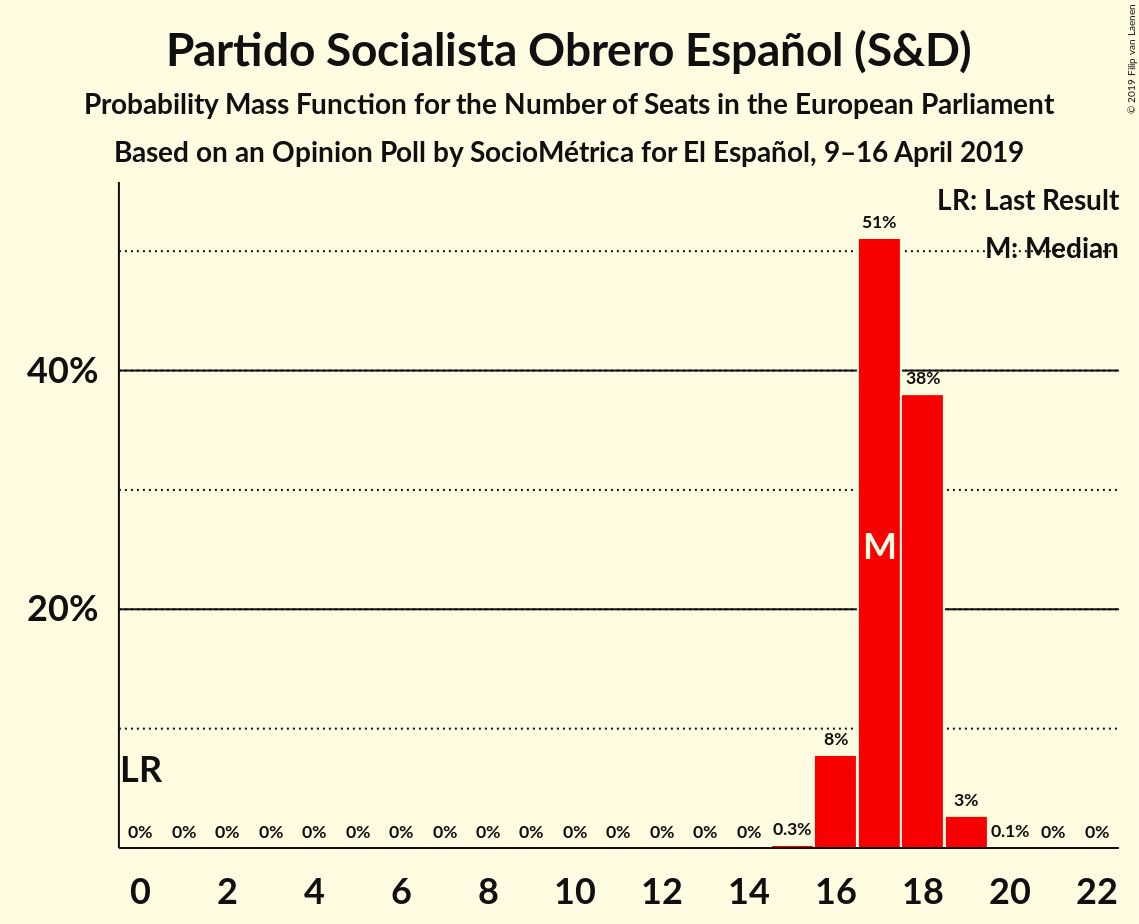 Partido Socialista Obrero Español (S&D)
Probability Mass Function for the Number of Seats in the European Parliament
Based on an Opinion Poll by SocioMétrica for El Español, 9–16 April 2019
© 2019 Filip van Laenen
LR: Last Result
M: Median
51%
40%
38%
M
20%
8%
LR
3%
0% 0% 0% 0% 0% 0% 0% 0% 0% 0% 0% 0% 0% 0% 0% 0.3% 0.1% 0% 0%
0 2 4 6 8 10 12 14 16 18 20 22